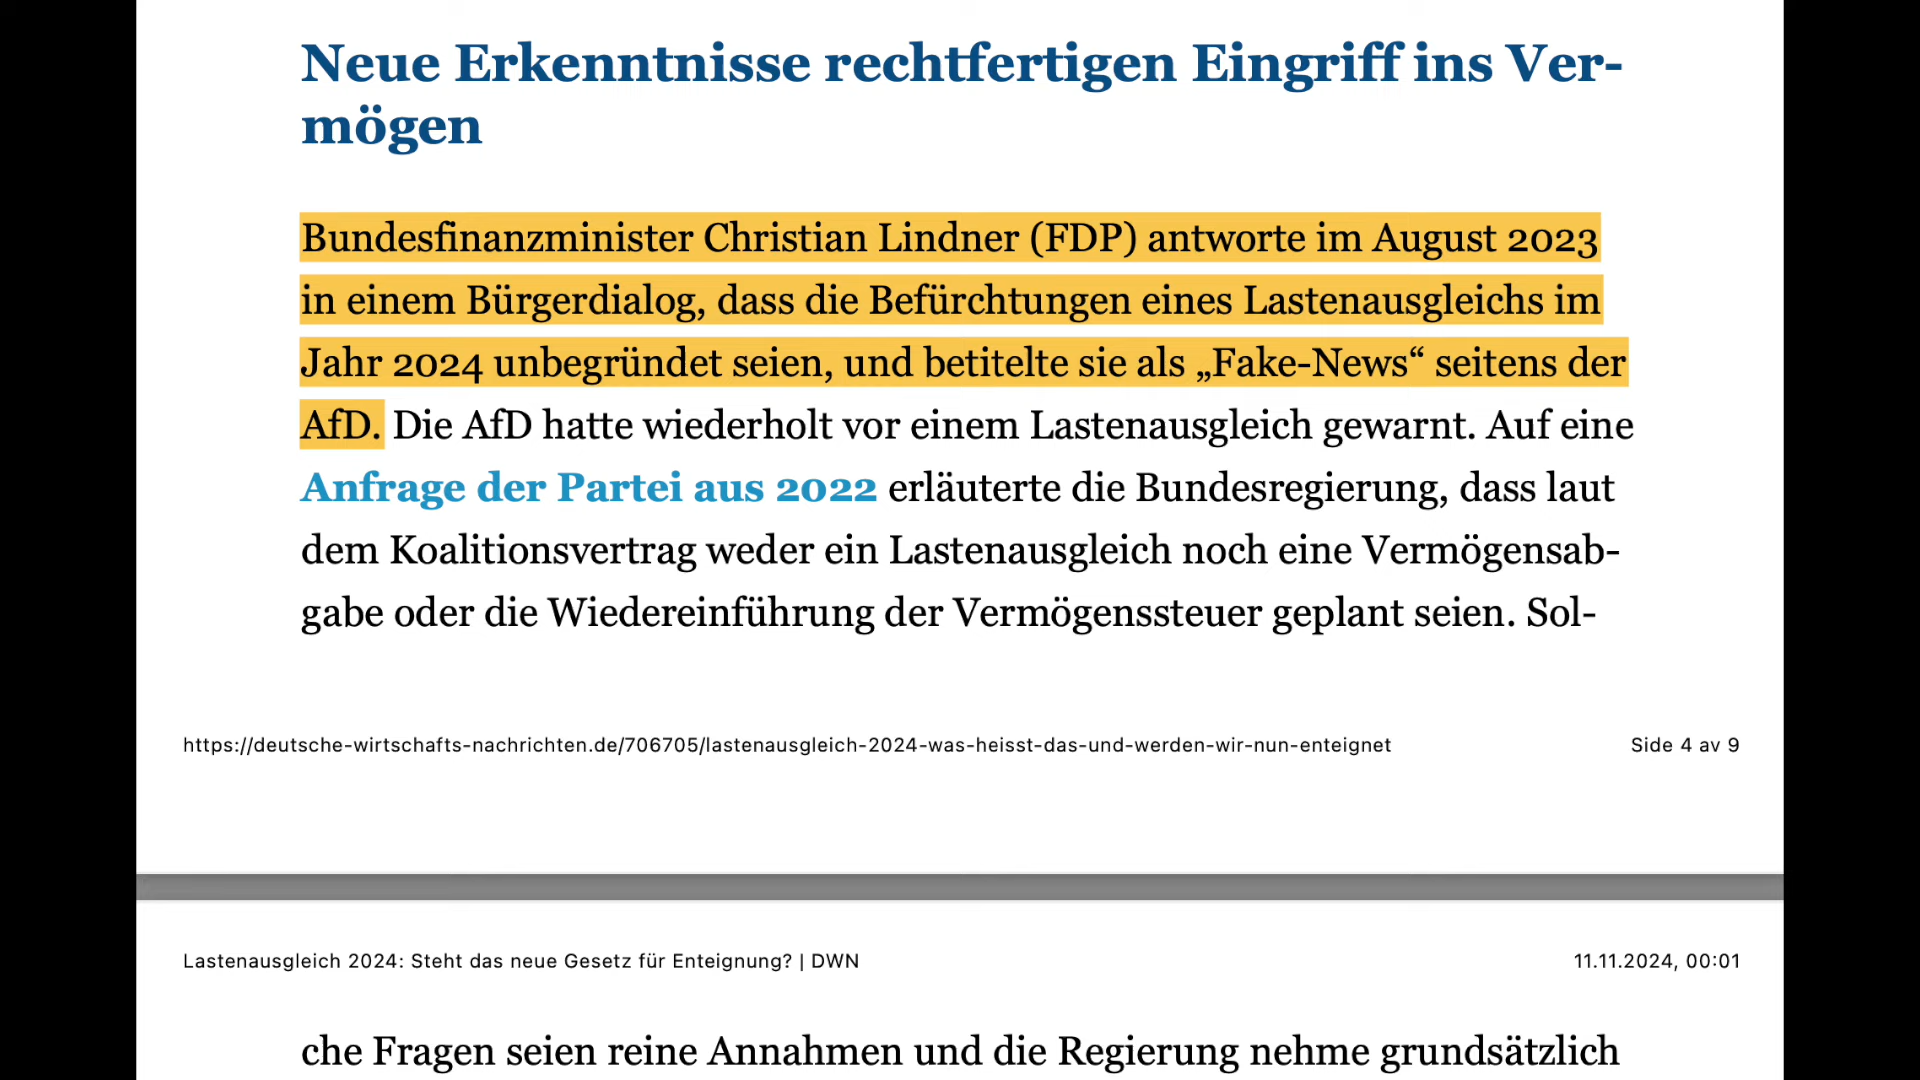 Neue Erkenntnisse rechtfertigen Eingriff ins Ver-
mögen
Bundesfinanzminister Christian Lindner (FDP) antworte im August 2023
in einem Bürgerdialog, dass die Befürchtungen eines Lastenausgleichs im
Jahr 2024 unbegründet seien, und betitelte sie als „Fake-News“ seitens der
AfD. Die AfD hatte wiederholt vor einem Lastenausgleich gewarnt. Auf eine
Anfrage der Partei aus 2022 erläuterte die Bundesregierung, dass laut
dem Koalitionsvertrag weder ein Lastenausgleich noch eine Vermögensab-
gabe oder die Wiedereinführung der Vermögenssteuer geplant seien. Sol-
https://deutsche-wirtschafts-nachrichten.de/706705/lastenausgleich-2024-was-heisst-das-und-werden-wir-nun-enteignet Side 4 av 9
Lastenausgleich 2024: Steht das neue Gesetz für Enteignung? | DWN 11.11.2024, 00:01
che Fragen seien reine Annahmen und die Regierung nehme grundsätzlich